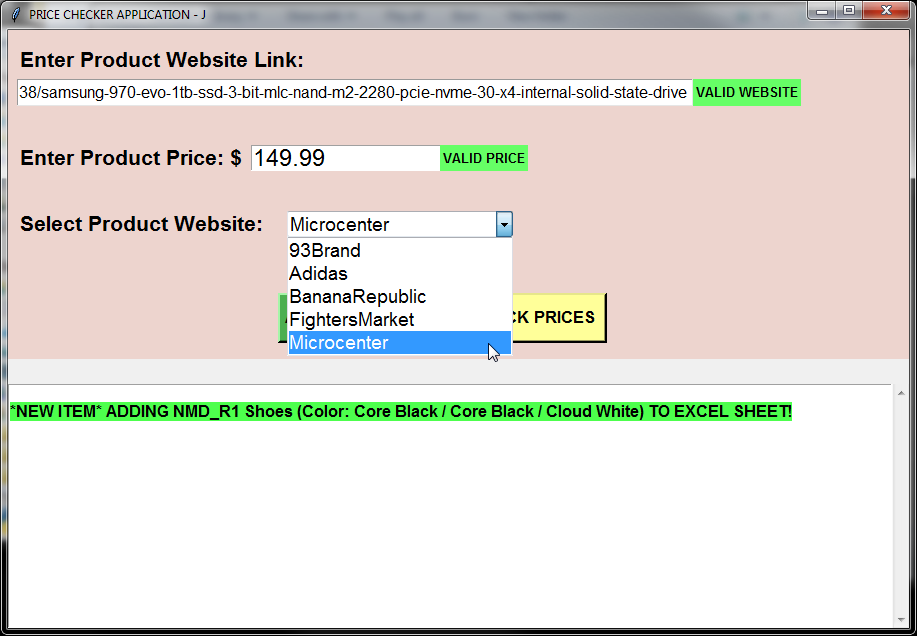 PRICE CHECKER APPLICATION - J
Enter Product Website Link:
38/samsung-970-evo-1tb-ssd-3-bit-mlc-nand-m2-2280-pcie-nvme-30-x4-internal-solid-state-drive VALID WEBSITE
Enter Product Price: $ 149.99 VALID PRICE
Select Product Website: Microcenter
93Brand
Adidas
BananaRepublic
FightersMarket
CK PRICES
Microcenter
*NEW ITEM* ADDING NMD_R1 Shoes (Color: Core Black / Core Black / Cloud White) TO EXCEL SHEET!